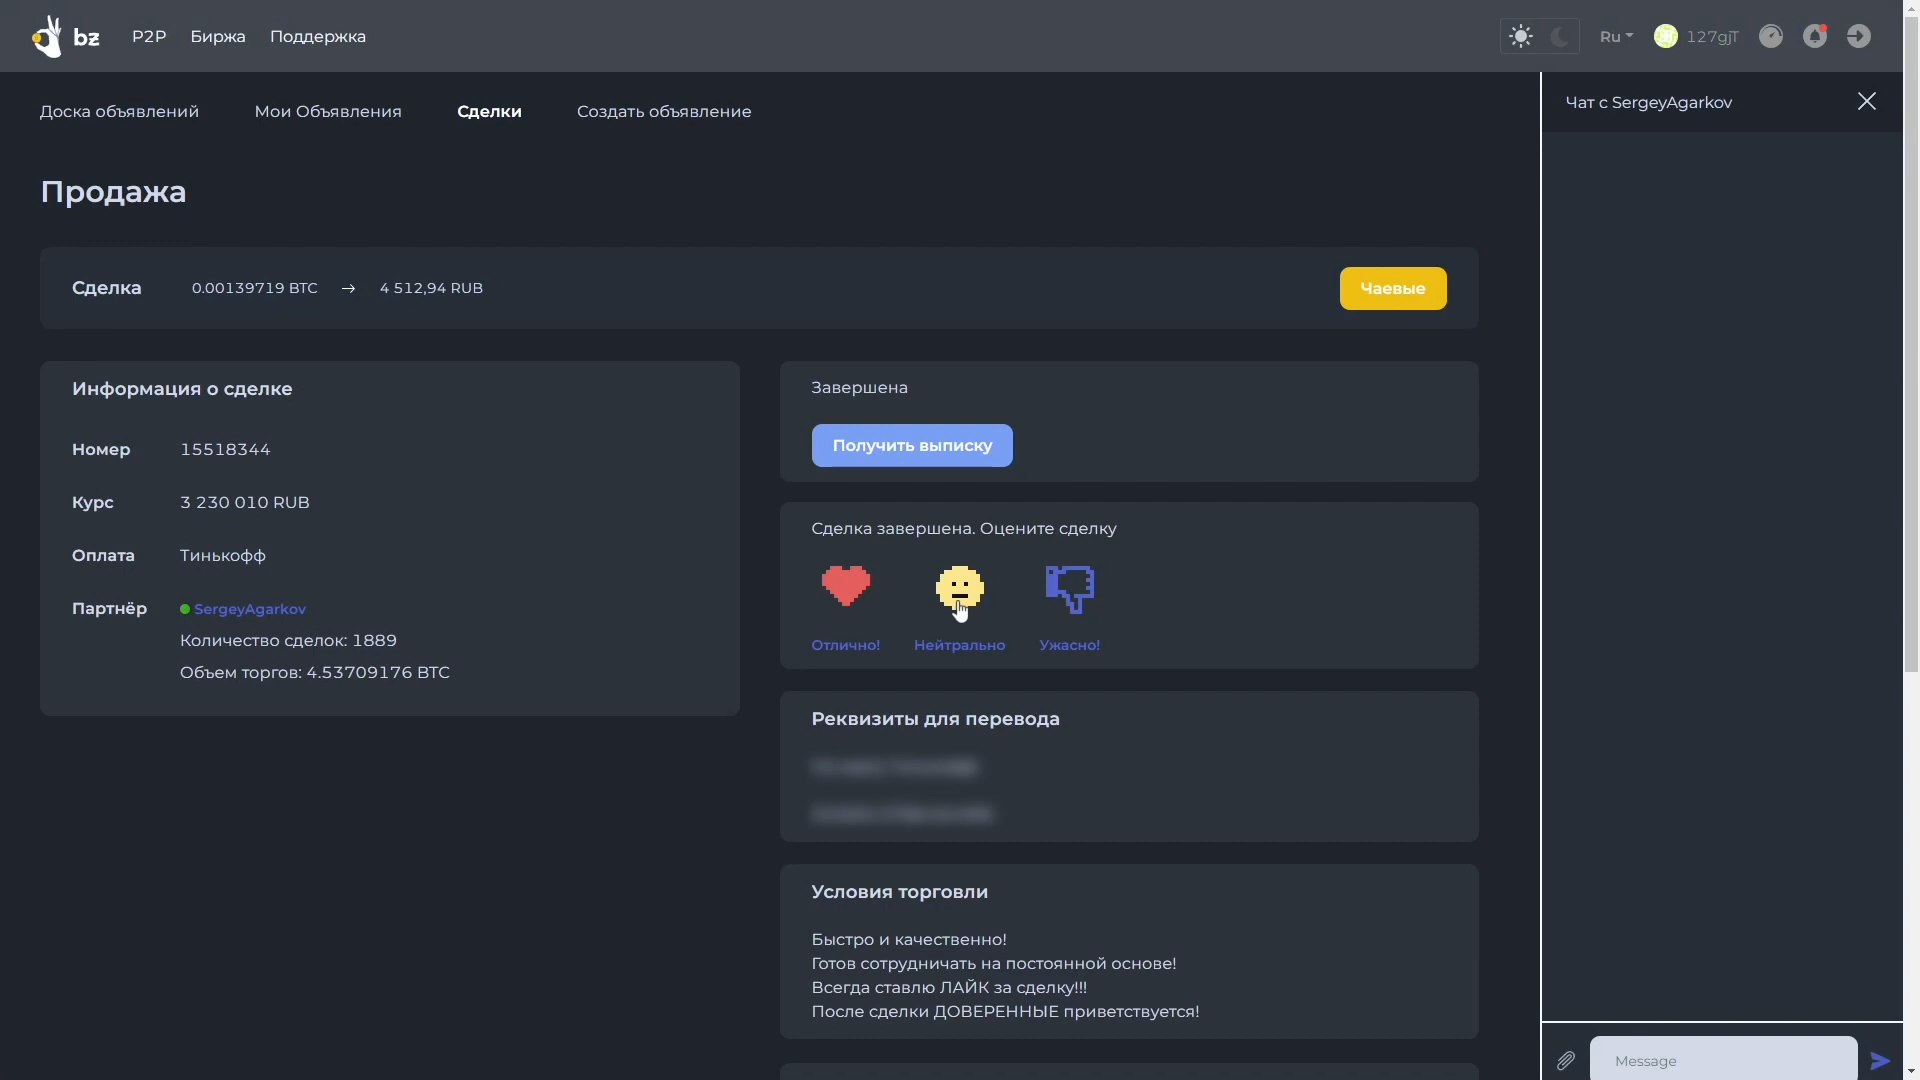 bz
P2P
Биржа
Поддержка
Ru
127gjT
Доска объявлений
Мои Объявления
Сделки
Создать объявление
Чат с SergeyAgarkov
Продажа
Сделка
0.00139719 BTC → 4 512,94 RUB
Чаевые
Информация о сделке
Номер 15518344
Курс 3 230 010 RUB
Оплата Тинькофф
Партнёр SergeyAgarkov
Количество сделок: 1889
Объем торгов: 4.53709176 BTC
Завершена
Получить выписку
Сделка завершена. Оцените сделку
Отлично!
Нейтрально
Ужасно!
Реквизиты для перевода
Условия торговли
Быстро и качественно!
Готов сотрудничать на постоянной основе!
Всегда ставлю ЛАЙК за сделку!!!
После сделки ДОВЕРЕННЫЕ приветствуется!
Message